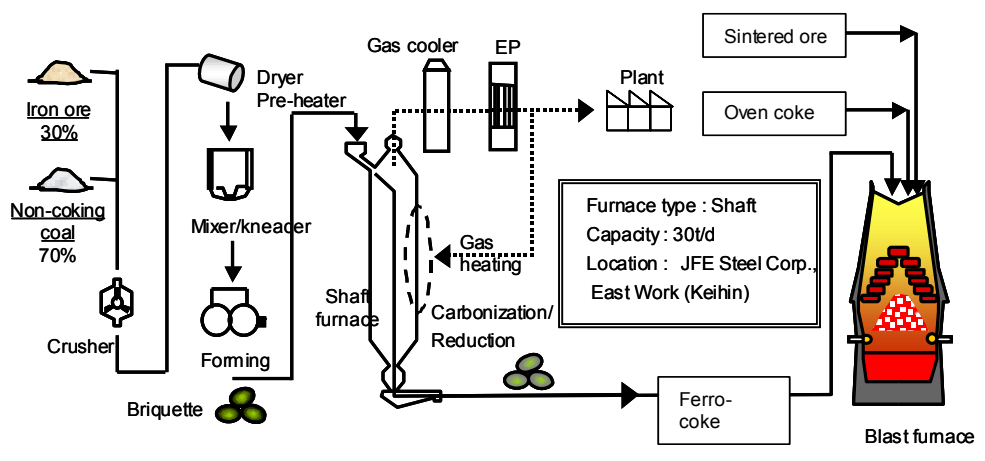 Gas cooler
EP
Sintered ore
Dryer
Pre-heater
Plant
Iron ore
30%
Oven coke
Non-coking
coal
70%
Mixer/kneader
Furnace type : Shaft
Capacity : 30t/d
Location : JFE Steel Corp.,
East Work (Keihin)
Gas
heating
Shaft
furnace
Carbonization/
Reduction
Crusher
Forming
Briquette
Ferro-
coke
Blast furnace